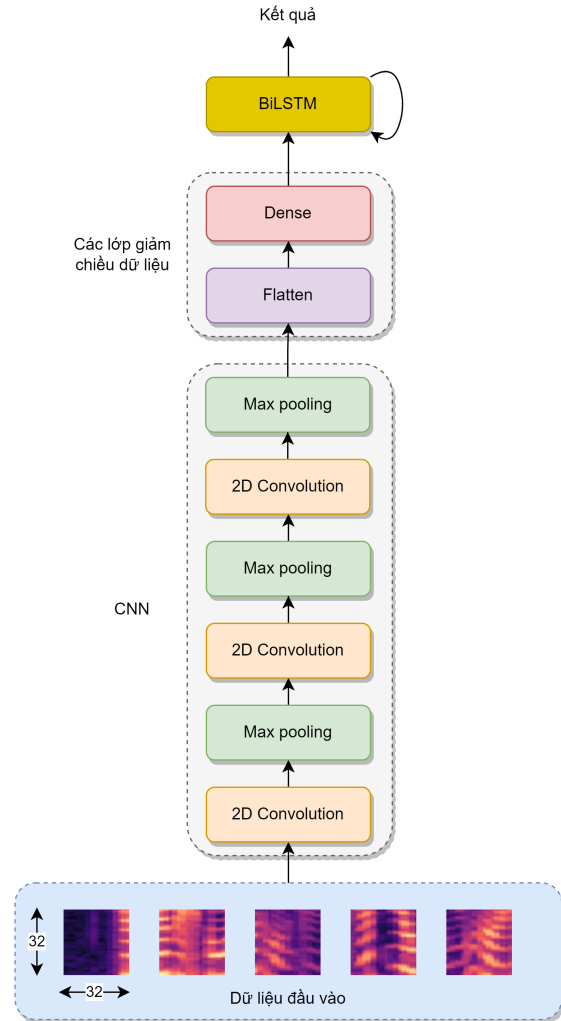 Kết quả
BiLSTM
Dense
Các lớp giảm
chiều dữ liệu
Flatten
Max pooling
2D Convolution
Max pooling
CNN
2D Convolution
Max pooling
2D Convolution
32
32
Dữ liệu đầu vào